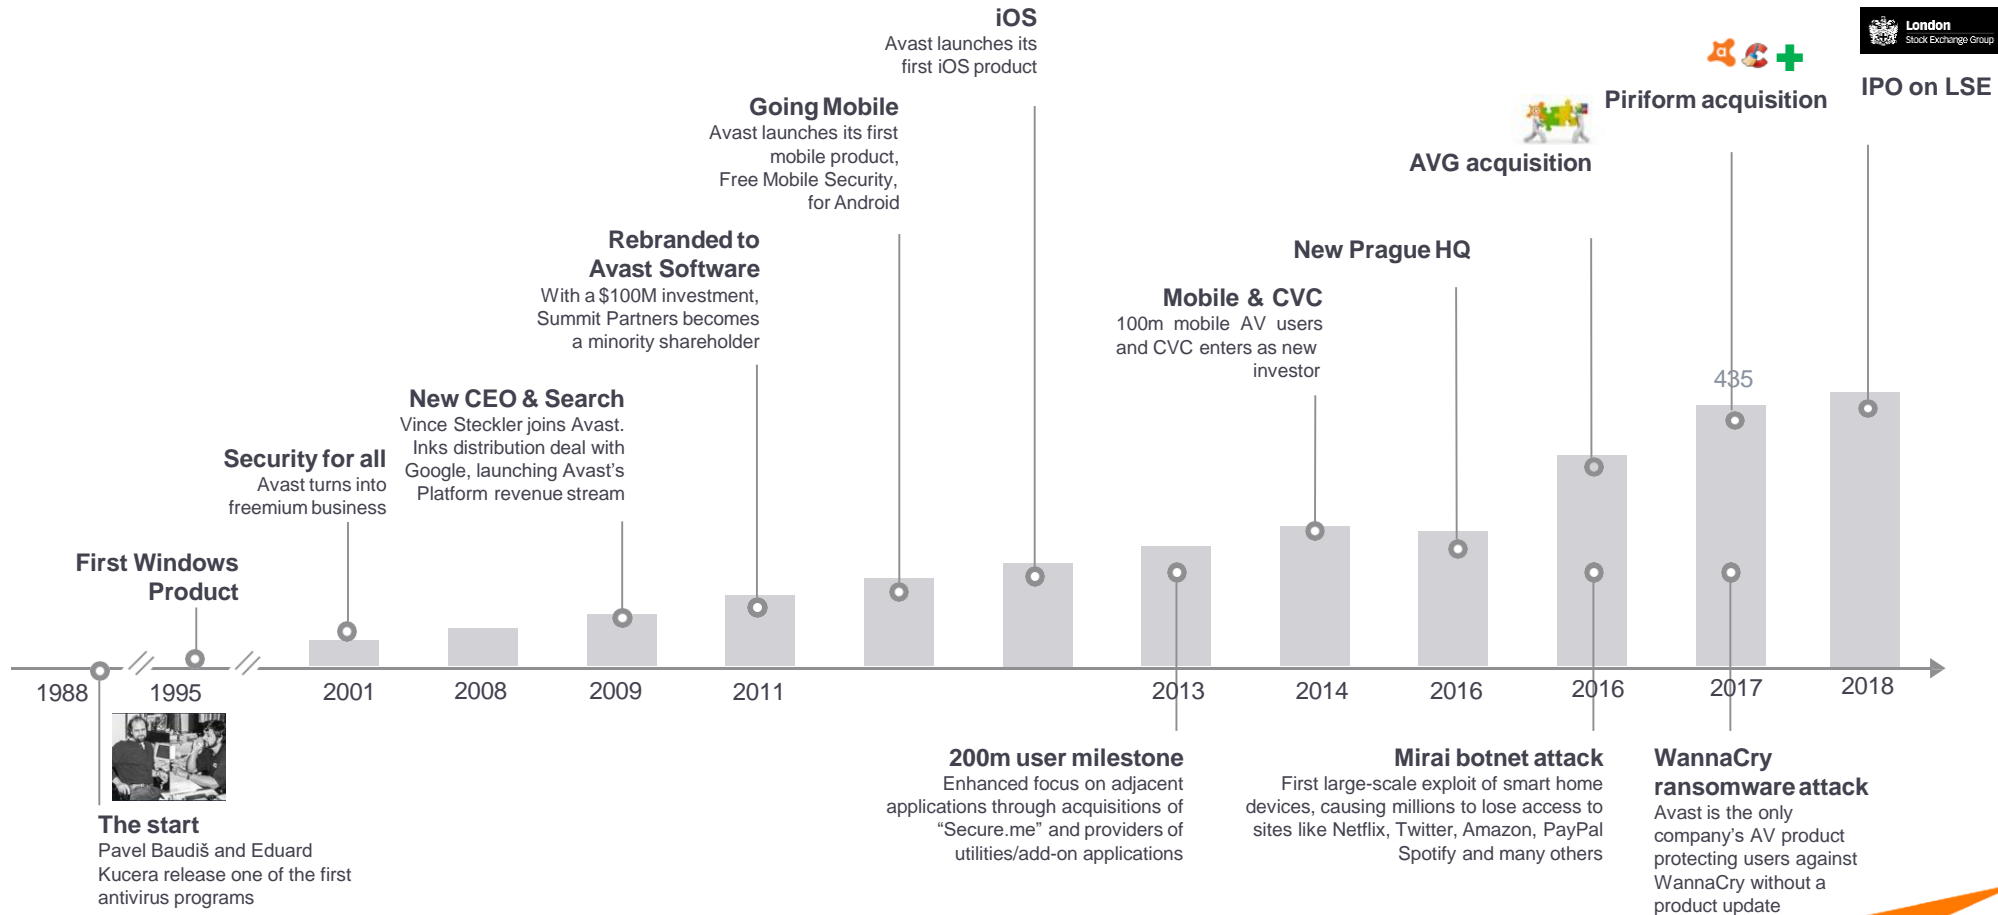 iOS
Avast launches its
first iOS product
London
Stock Exchange Group
IPO on LSE
Piriform acquisition
Going Mobile
Avast launches its first
mobile product,
Free Mobile Security,
for Android
AVG acquisition
Rebranded to
Avast Software
With a $100M investment,
Summit Partners becomes
a minority shareholder
New Prague HQ
Mobile & CVC
100m mobile AV users
and CVC enters as new
investor
435
New CEO & Search
Vince Steckler joins Avast.
Inks distribution deal with
Google, launching Avast’s
Platform revenue stream
Security for all
Avast turns into
freemium business
First Windows
Product
1988
1995
2001
2008
2009
2011
2013
2014
2016
2016
2017
2018
The start
Pavel Baudiš and Eduard
Kucera release one of the first
antivirus programs
200m user milestone
Enhanced focus on adjacent
applications through acquisitions of
“Secure.me” and providers of
utilities/add-on applications
Mirai botnet attack
First large-scale exploit of smart home
devices, causing millions to lose access to
sites like Netflix, Twitter, Amazon, PayPal
Spotify and many others
WannaCry
ransomware attack
Avast is the only
company’s AV product
protecting users against
WannaCry without a
product update